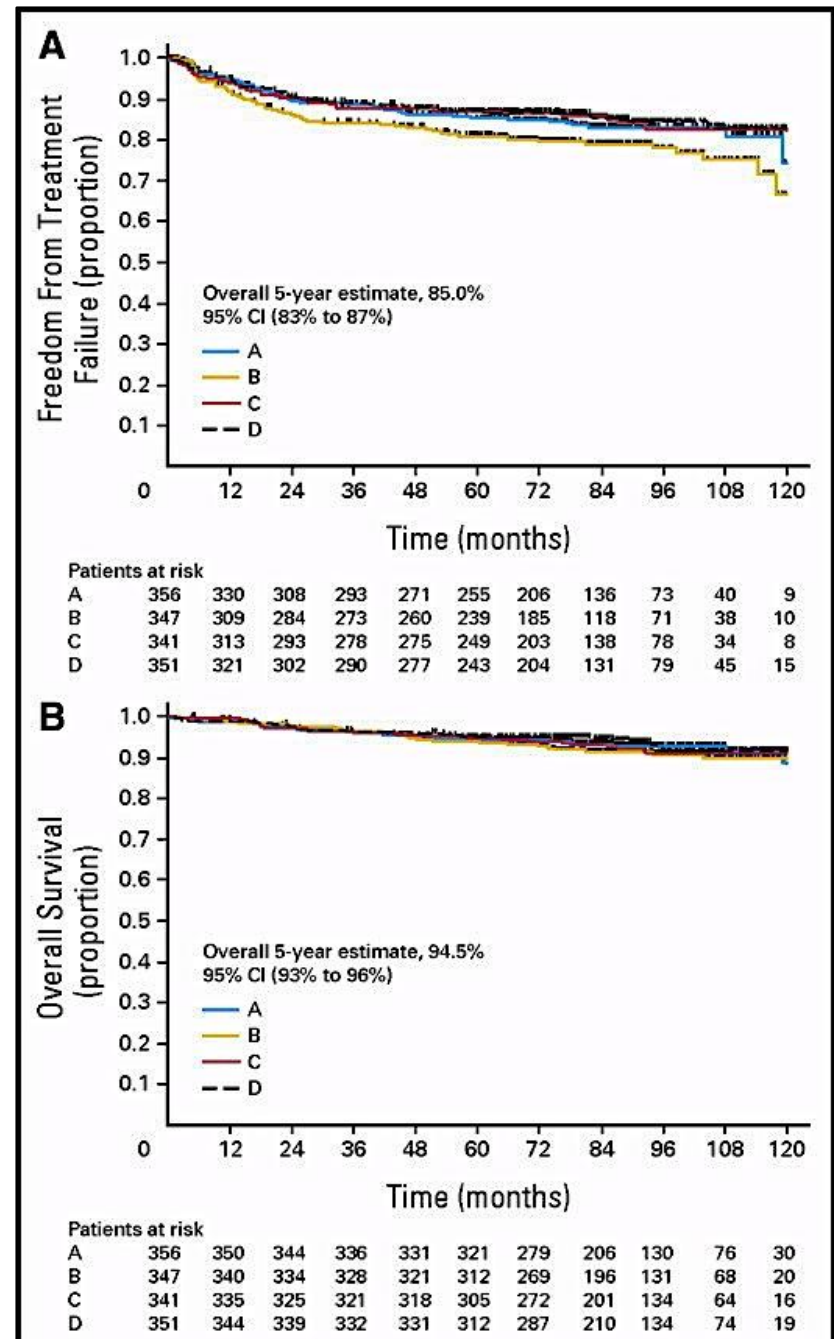 A
Freedom From Treatment
Failure (proportion)
1.0
0.9
0.8
0.7
0.6
0.5
0.4
0.3
0.2
0.1
Overall 5-year estimate, 85.0%
95% CI (83% to 87%)
A
B
C
D
0 12 24 36 48 60 72 84 96 108 120
Time (months)
Patients at risk
A 356 330 308 293 271 255 206 136 73 40 9
B 347 309 284 273 260 239 185 118 71 38 10
C 341 313 293 278 275 249 203 138 78 34 8
D 351 321 302 290 277 243 204 131 79 45 15
B
Overall Survival
(proportion)
1.0
0.9
0.8
0.7
0.6
0.5
0.4
0.3
0.2
0.1
Overall 5-year estimate, 94.5%
95% CI (93% to 96%)
A
B
C
D
0 12 24 36 48 60 72 84 96 108 120
Time (months)
Patients at risk
A 356 350 344 336 331 321 279 206 130 76 30
B 347 340 334 328 321 312 269 196 131 68 20
C 341 335 325 321 318 305 272 201 134 64 16
D 351 344 339 332 331 312 287 210 134 74 19